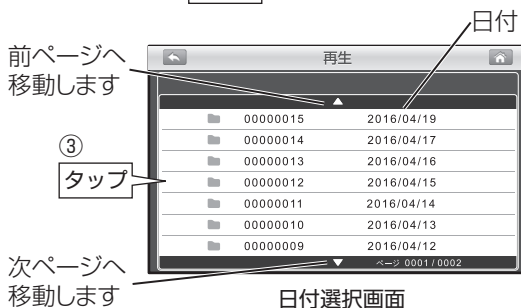 日付
前ページへ
移動します
再生
00000015 2016/04/19
00000014 2016/04/17
00000013 2016/04/16
00000012 2016/04/15
00000011 2016/04/14
00000010 2016/04/13
00000009 2016/04/12
ページ 0001/0002
③
タップ
次ページへ
移動します
日付選択画面